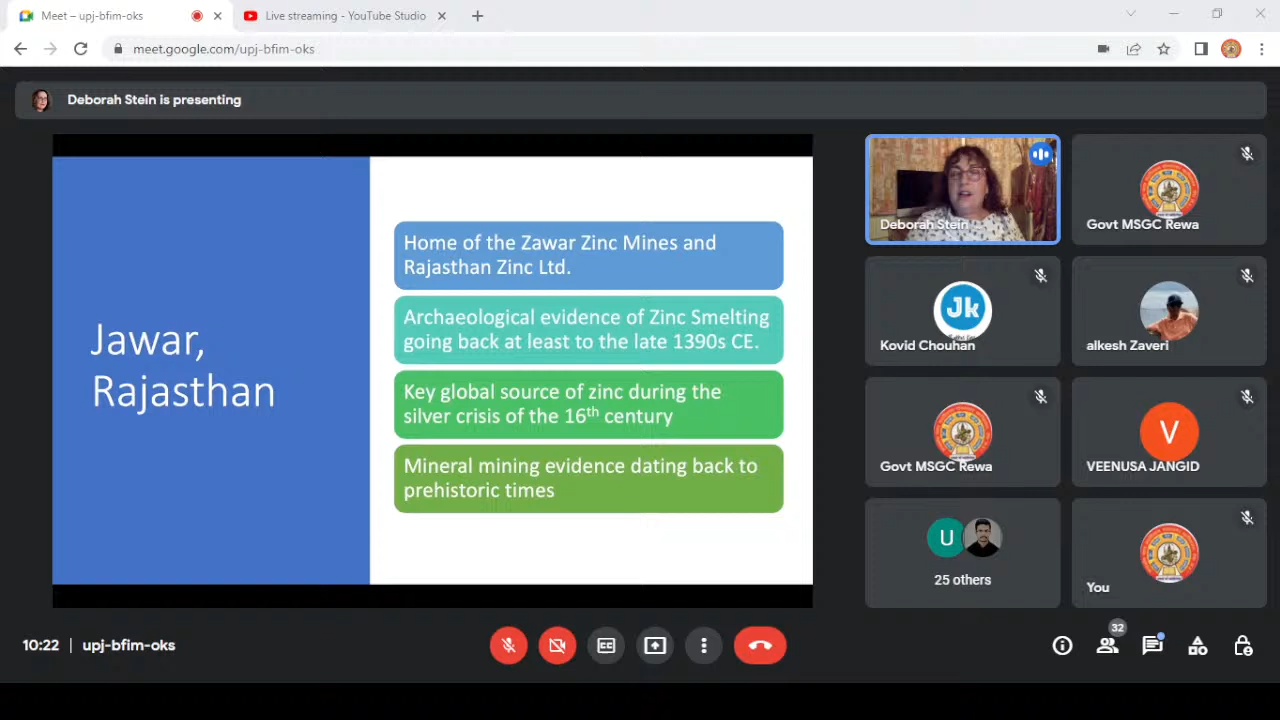 Meet – upj-bfim-oks
Live streaming - YouTube Studio
meet.google.com/upj-bfim-oks
Deborah Stein is presenting
Jawar,
Rajasthan
Home of the Zawar Zinc Mines and
Rajasthan Zinc Ltd.
Archaeological evidence of Zinc Smelting
going back at least to the late 1390s CE.
Key global source of zinc during the
silver crisis of the 16th century
Mineral mining evidence dating back to
prehistoric times
Deborah Stein
Govt MSGC Rewa
Jk
Kovid Chouhan
alkesh Zaveri
Govt MSGC Rewa
V
VEENUSA JANGID
U
25 others
You
10:22 | upj-bfim-oks
CC
32